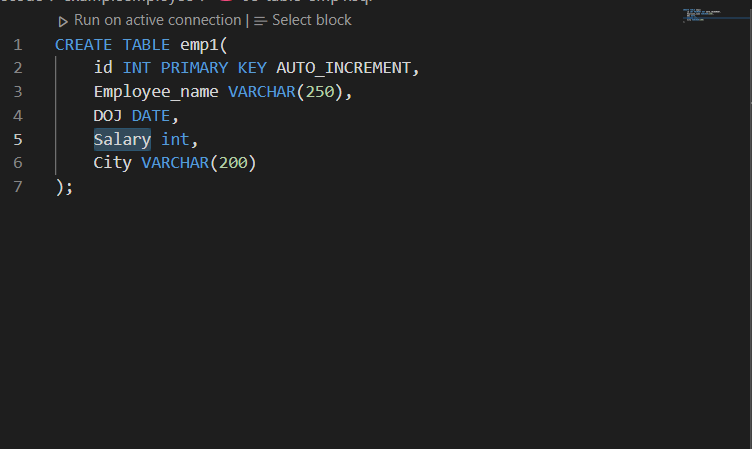 Run on active connection | Select block
1 CREATE TABLE emp1(
2 id INT PRIMARY KEY AUTO_INCREMENT,
3 Employee_name VARCHAR(250),
4 DOJ DATE,
5 Salary int,
6 City VARCHAR(200)
7 );